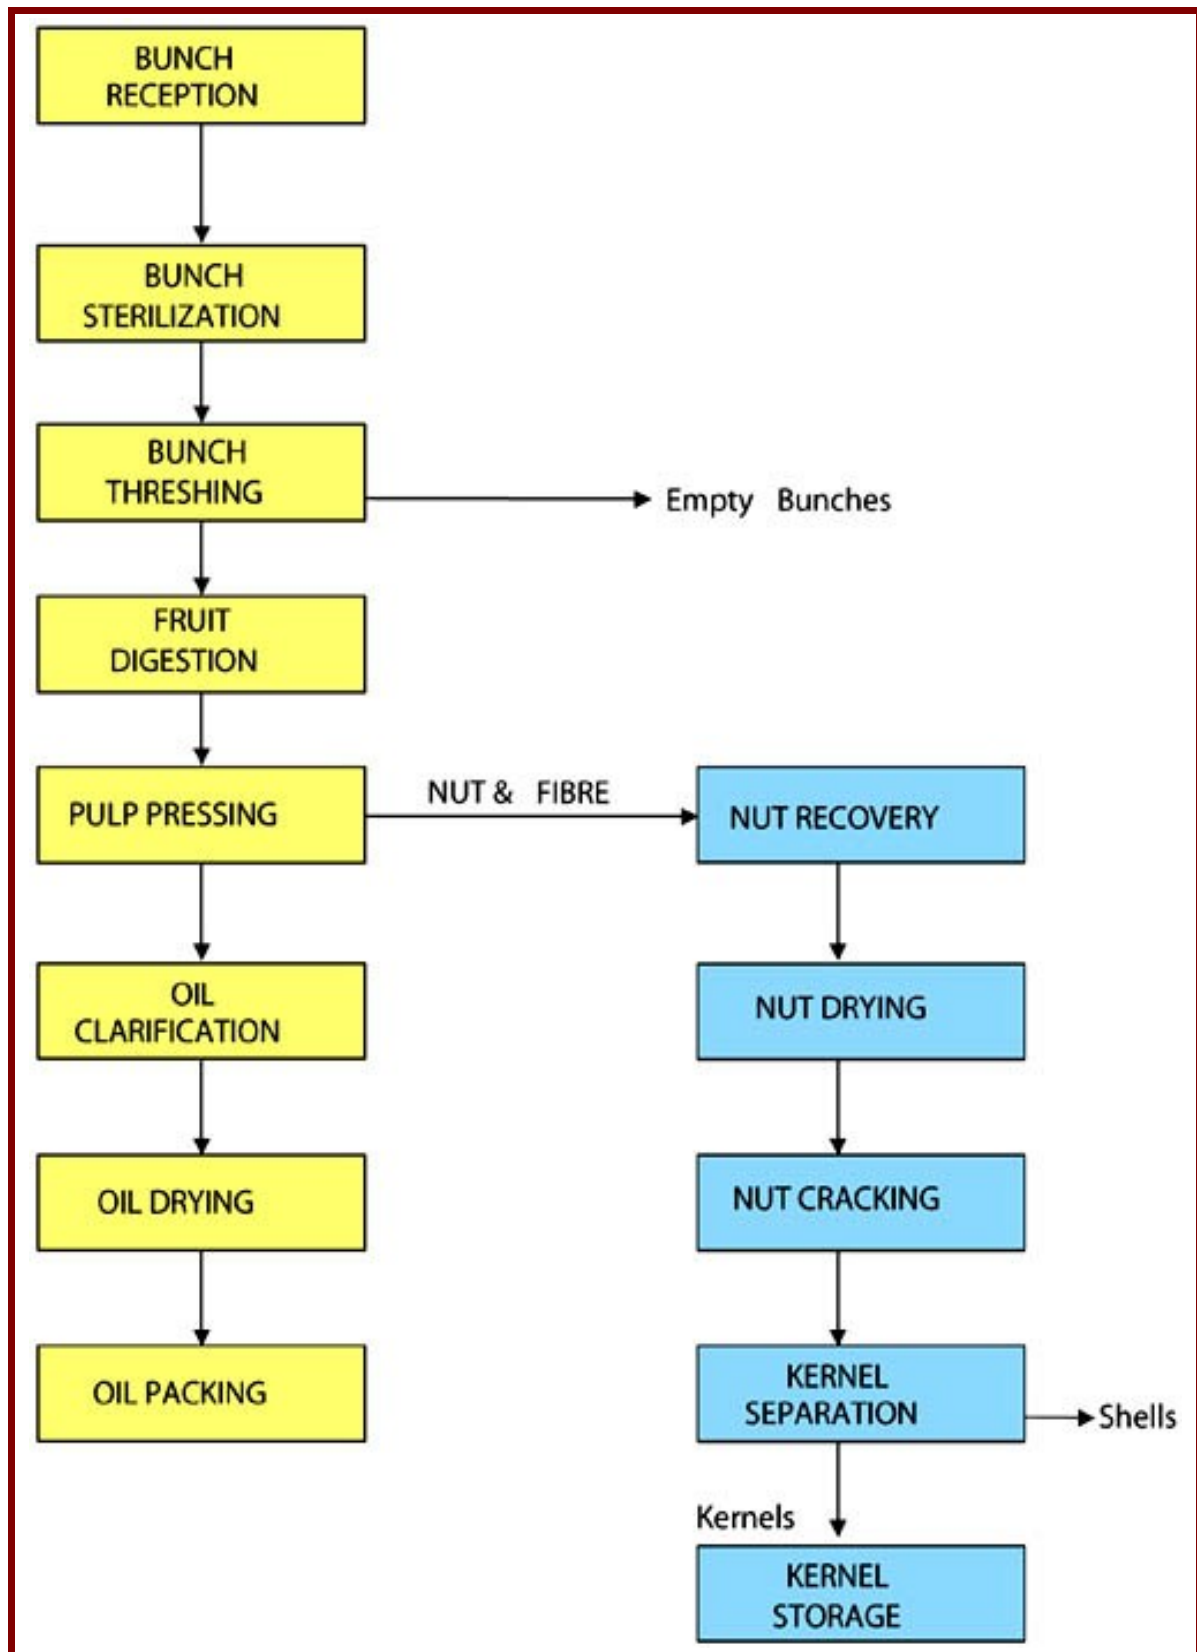 BUNCH
RECEPTION
BUNCH
STERILIZATION
BUNCH
THRESHING
Empty Bunches
FRUIT
DIGESTION
PULP PRESSING
NUT & FIBRE
NUT RECOVERY
OIL
CLARIFICATION
NUT DRYING
OIL DRYING
NUT CRACKING
OIL PACKING
KERNEL
SEPARATION
Shells
Kernels
KERNEL
STORAGE